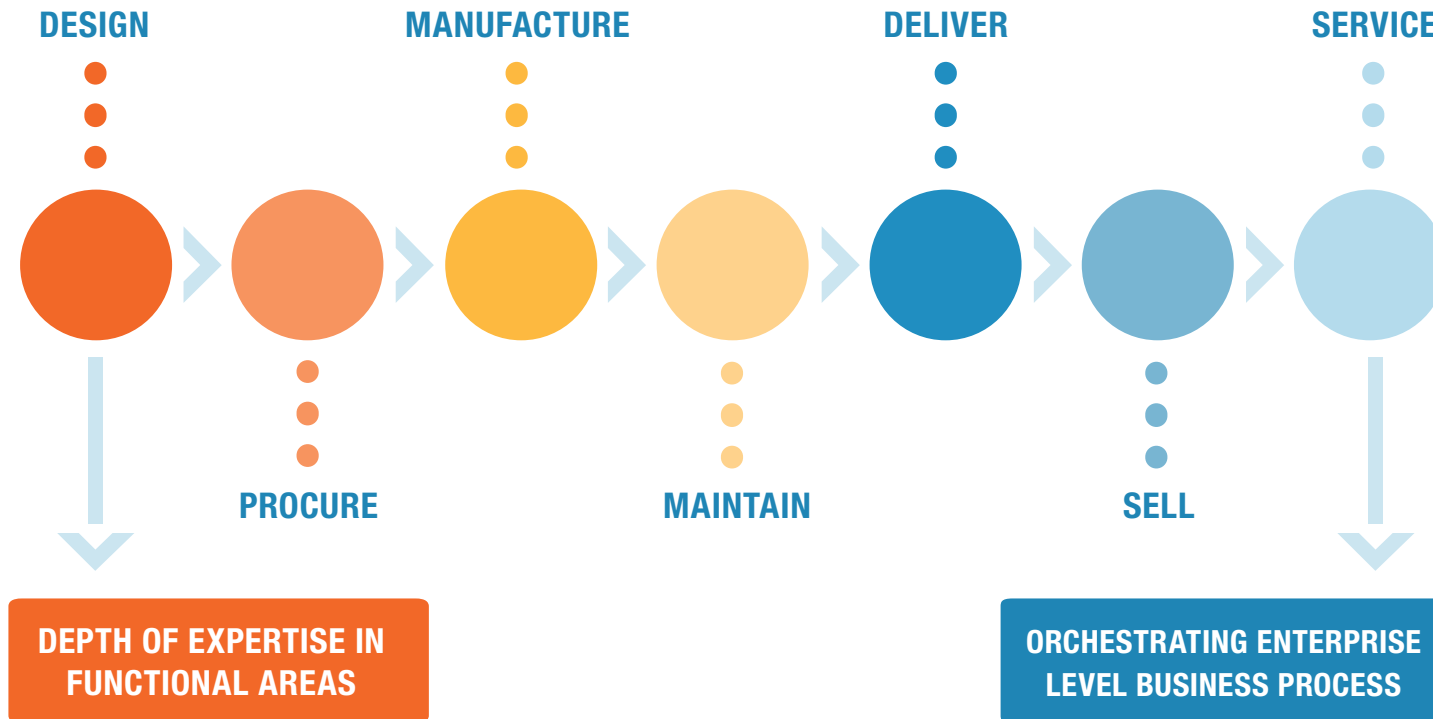 DESIGN
MANUFACTURE
DELIVER
SERVICE
PROCURE
MAINTAIN
SELL
DEPTH OF EXPERTISE IN
FUNCTIONAL AREAS
ORCHESTRATING ENTERPRISE
LEVEL BUSINESS PROCESS